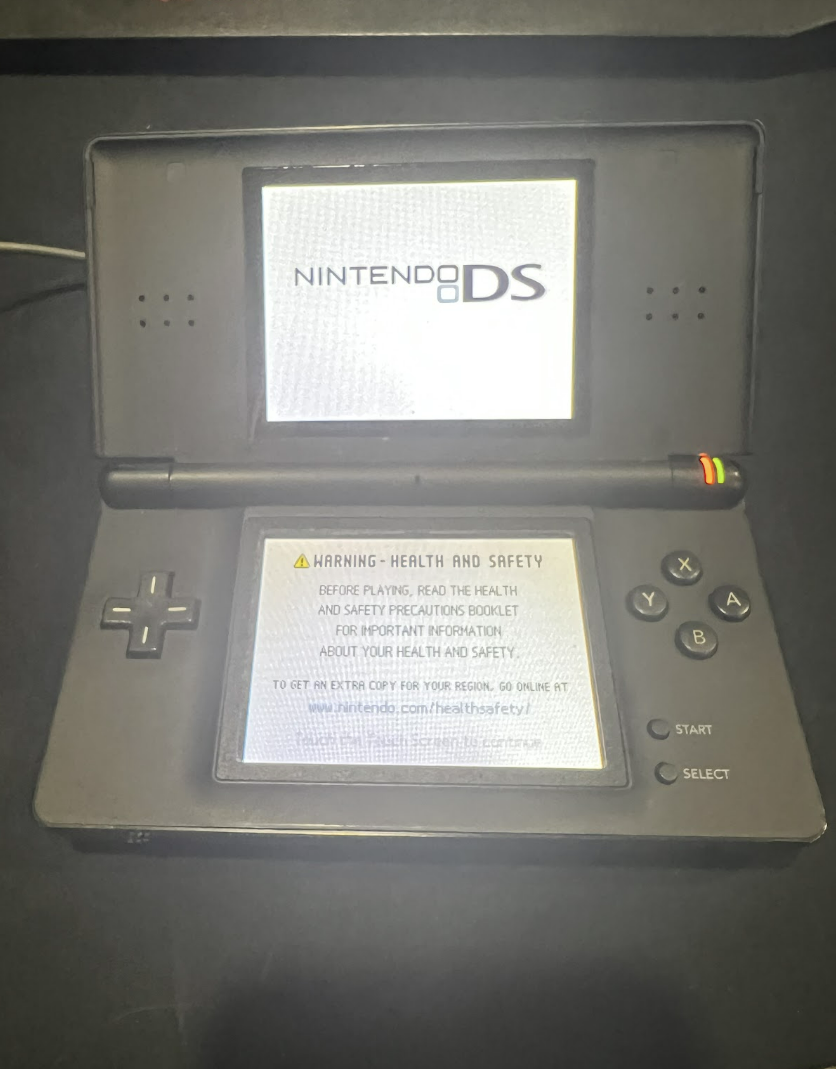 NINTENDO DS
⚠ WARNING - HEALTH AND SAFETY
BEFORE PLAYING, READ THE HEALTH
AND SAFETY PRECAUTIONS BOOKLET
FOR IMPORTANT INFORMATION
ABOUT YOUR HEALTH AND SAFETY.
TO GET AN EXTRA COPY FOR YOUR REGION, GO ONLINE AT
www.nintendo.com/healthsafety/
Touch the Touch Screen to continue.
X
Y
A
B
START
SELECT